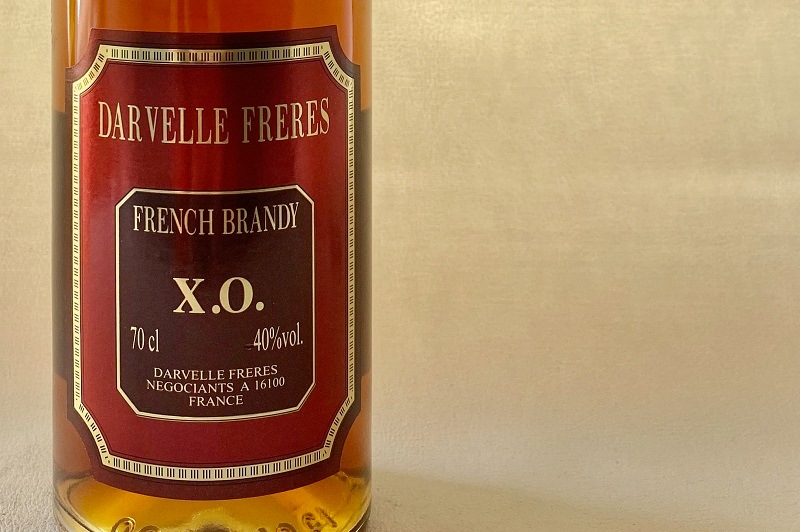 DARVELLE FRERES
FRENCH BRANDY
X.O.
70 cl 40%vol.
DARVELLE FRERES
NEGOCIANTS A 16100
FRANCE